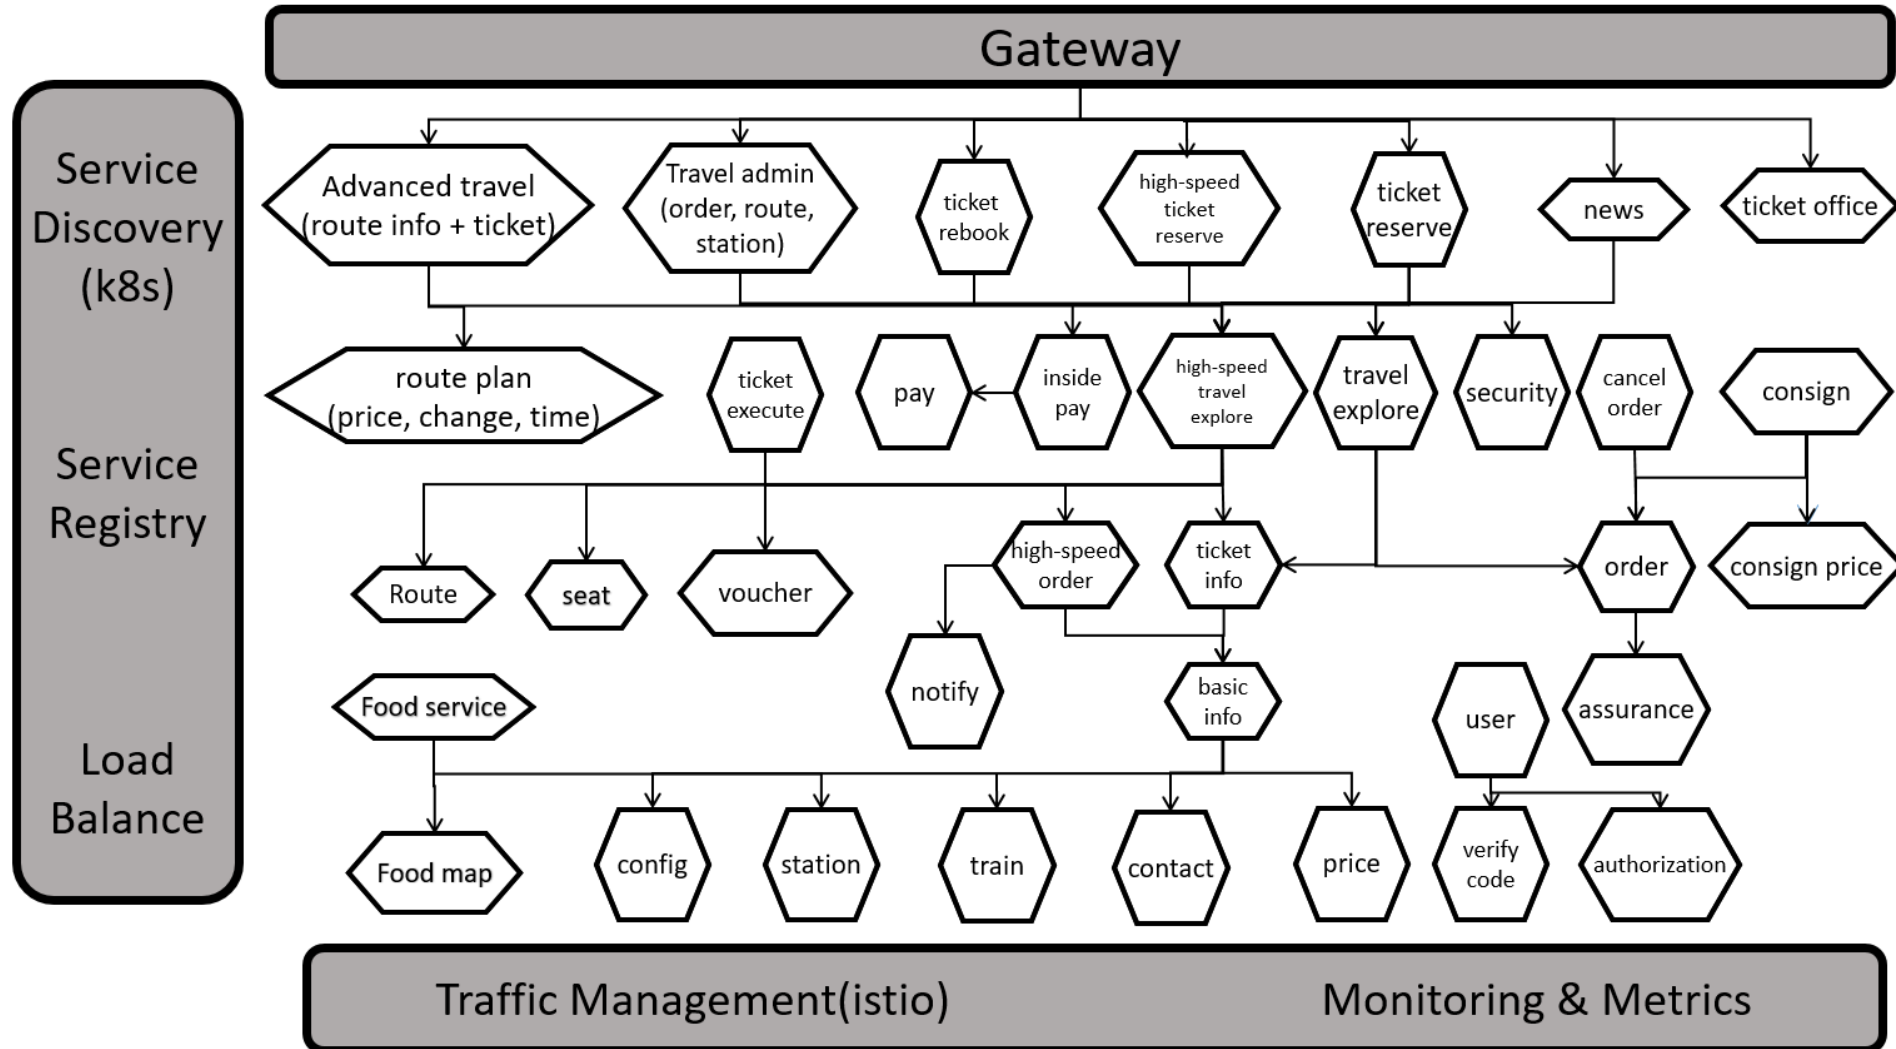 Gateway
Service
Discovery
(k8s)
Service
Registry
Load
Balance
Advanced travel
(route info + ticket)
Travel admin
(order, route,
station)
ticket
rebook
high-speed
ticket
reserve
ticket
reserve
news
ticket office
route plan
(price, change, time)
ticket
execute
pay
inside
pay
high-speed
travel
explore
travel
explore
security
cancel
order
consign
Route
seat
voucher
high-speed
order
ticket
info
order
consign price
Food service
notify
basic
info
user
assurance
Food map
config
station
train
contact
price
verify
code
authorization
Traffic Management(istio)
Monitoring & Metrics